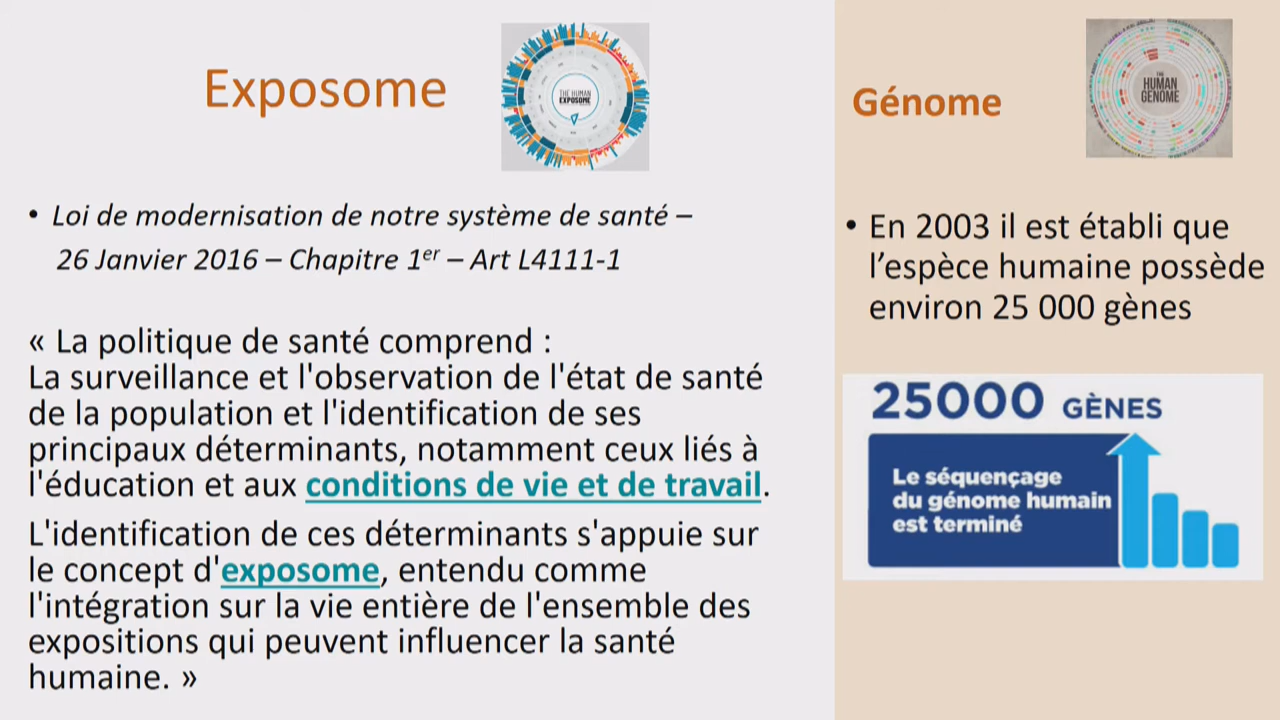 Exposome
THE HUMAN
EXPOSOME
• Loi de modernisation de notre système de santé –
26 Janvier 2016 – Chapitre 1er – Art L4111-1
« La politique de santé comprend :
La surveillance et l'observation de l'état de santé
de la population et l'identification de ses
principaux déterminants, notamment ceux liés à
l'éducation et aux conditions de vie et de travail.
L'identification de ces déterminants s'appuie sur
le concept d'exposome, entendu comme
l'intégration sur la vie entière de l'ensemble des
expositions qui peuvent influencer la santé
humaine. »
Génome
THE
HUMAN
GENOME
• En 2003 il est établi que
l’espèce humaine possède
environ 25 000 gènes
25000 GÈNES
Le séquençage
du génome humain
est terminé